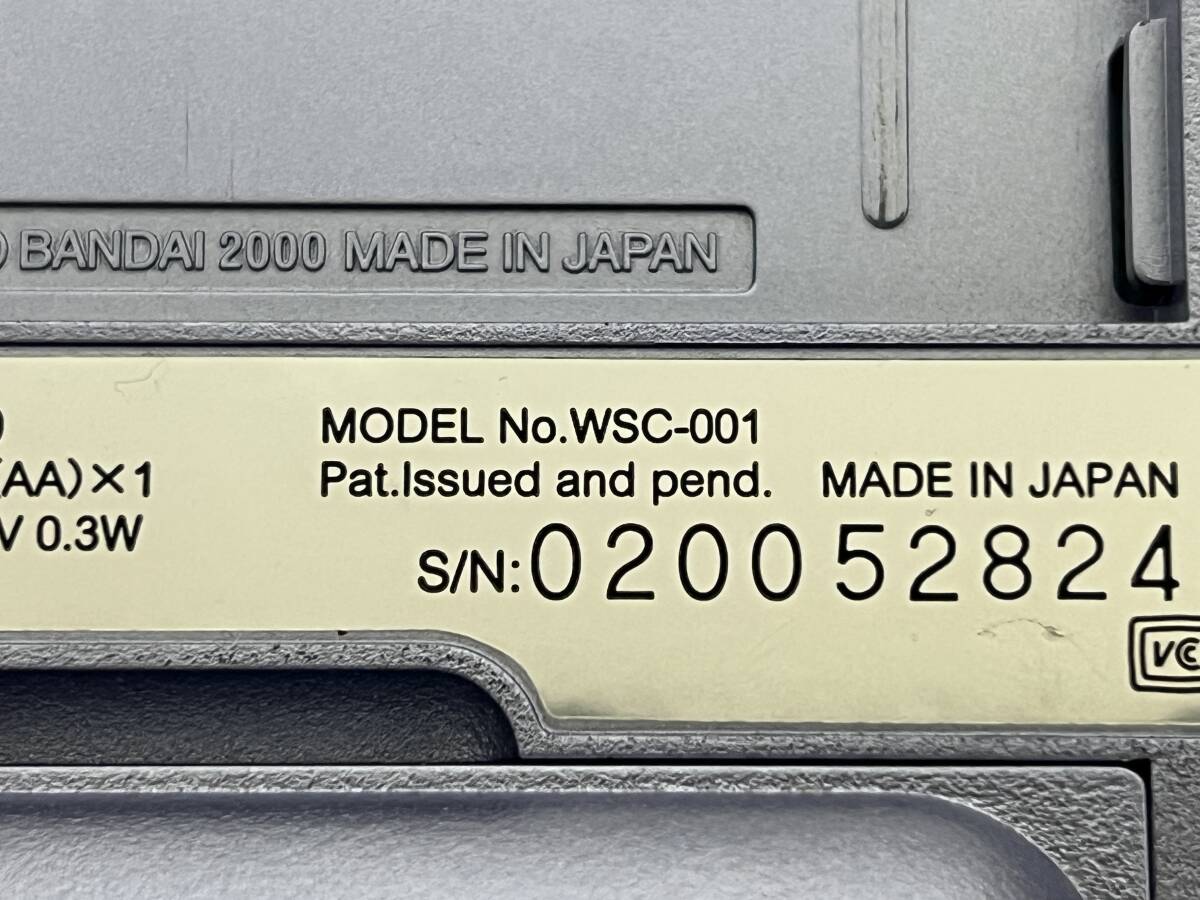 BANDAI 2000 MADE IN JAPAN
MODEL No.WSC-001
(AA)×1
Pat.Issued and pend. MADE IN JAPAN
V 0.3W
S/N:020052824
VC